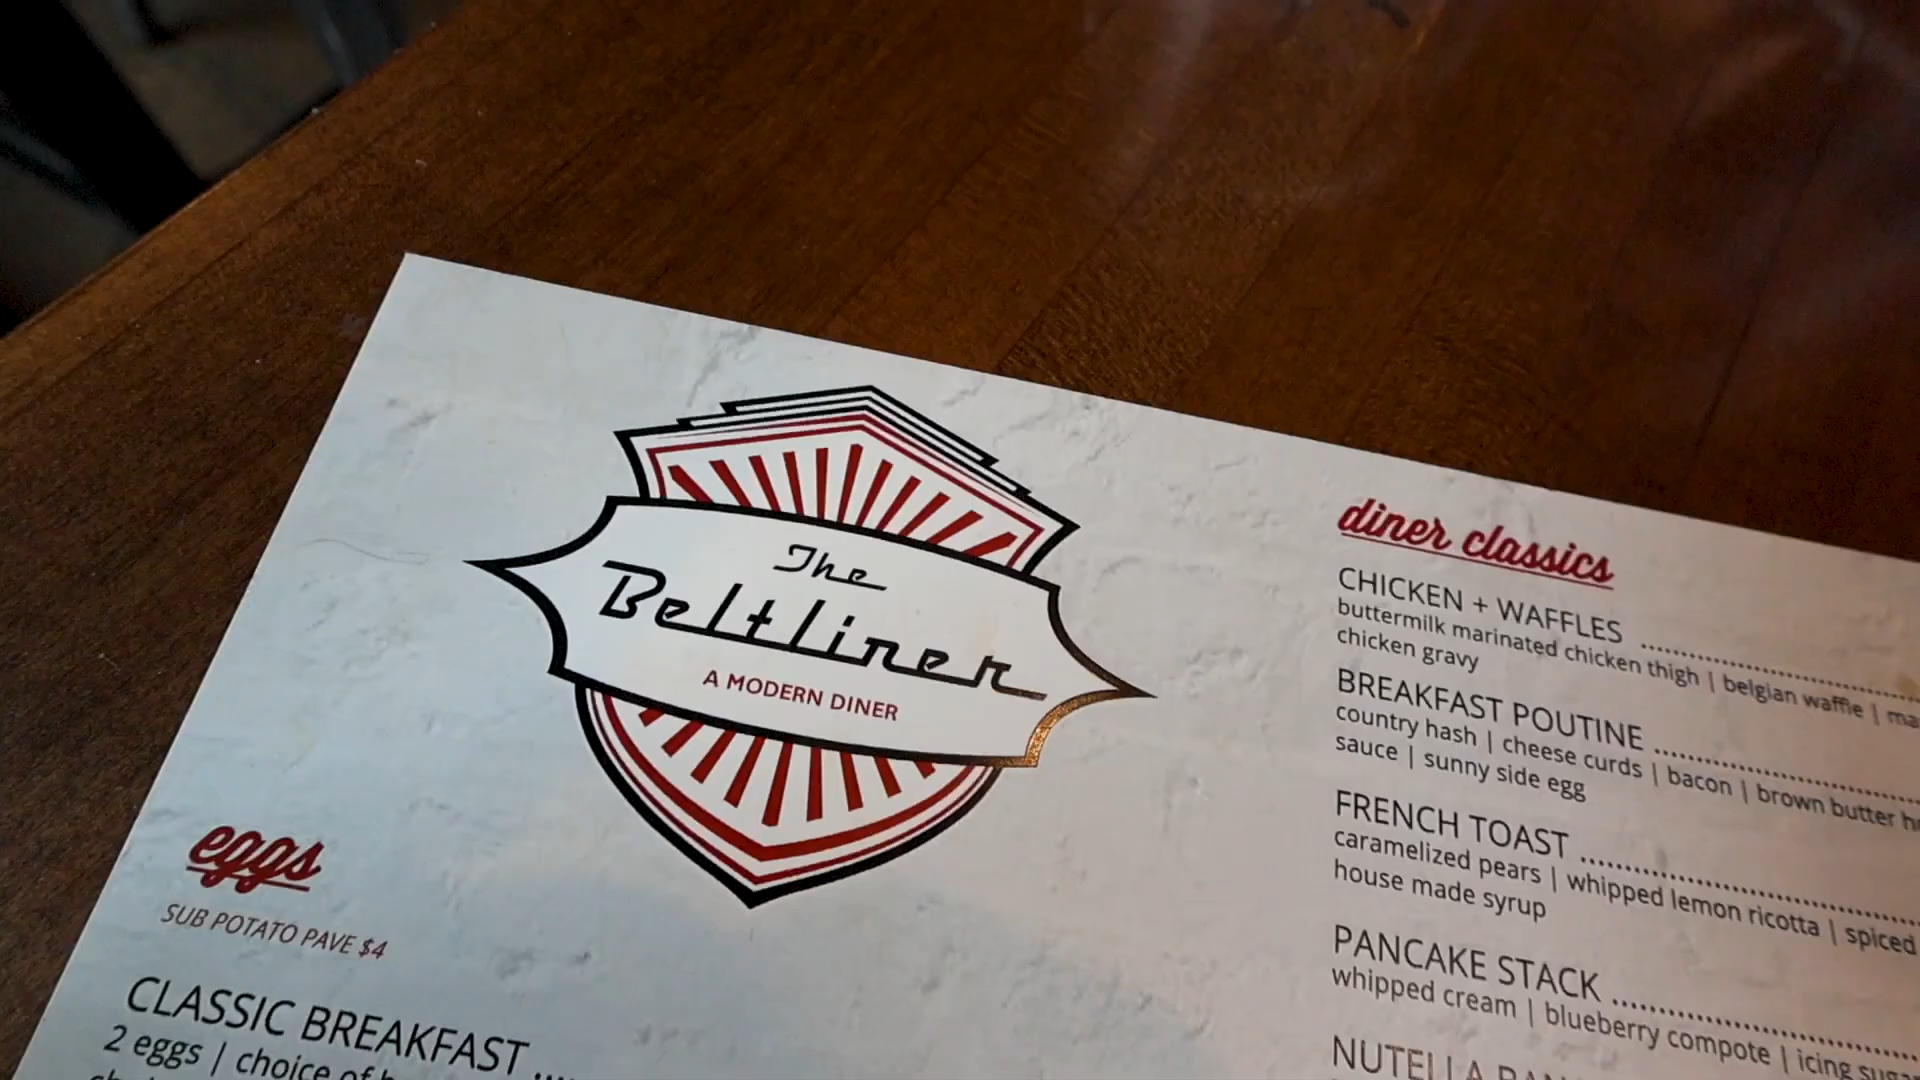 The
Beltliner
A MODERN DINER
eggs
SUB POTATO PAVE $4
CLASSIC BREAKFAST ....
2 eggs | choice of
diner classics
CHICKEN + WAFFLES ..............................
buttermilk marinated chicken thigh | belgian waffle |
chicken gravy
BREAKFAST POUTINE ..............................
country hash | cheese curds | bacon | brown butter
sauce | sunny side egg
FRENCH TOAST ..............................
caramelized pears | whipped lemon ricotta | spiced
house made syrup
PANCAKE STACK ..............................
whipped cream | blueberry compote | icing
NUTELLA